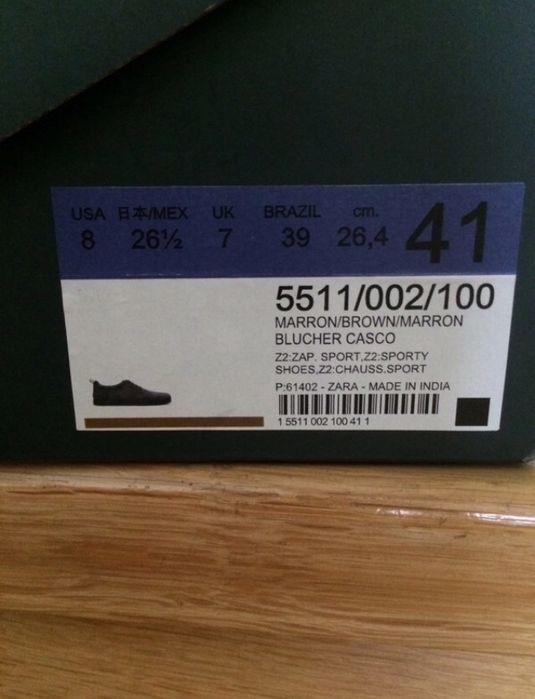 USA 日本/MEX UK BRAZIL cm.
8 26½ 7 39 26,4 41
5511/002/100
MARRON/BROWN/MARRON
BLUCHER CASCO
Z2:ZAP. SPORT,Z2:SPORTY
SHOES,Z2:CHAUSS.SPORT
P:61402 - ZARA - MADE IN INDIA
1 5511 002 100 41 1